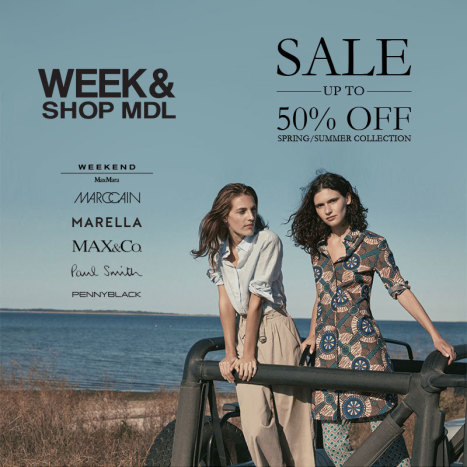 WEEK&
SHOP MDL
SALE
UP TO
50% OFF
SPRING/SUMMER COLLECTION
WEEKEND
MaxMara
MARCCAIN
MARELLA
MAX&Co.
Paul Smith
PENNYBLACK